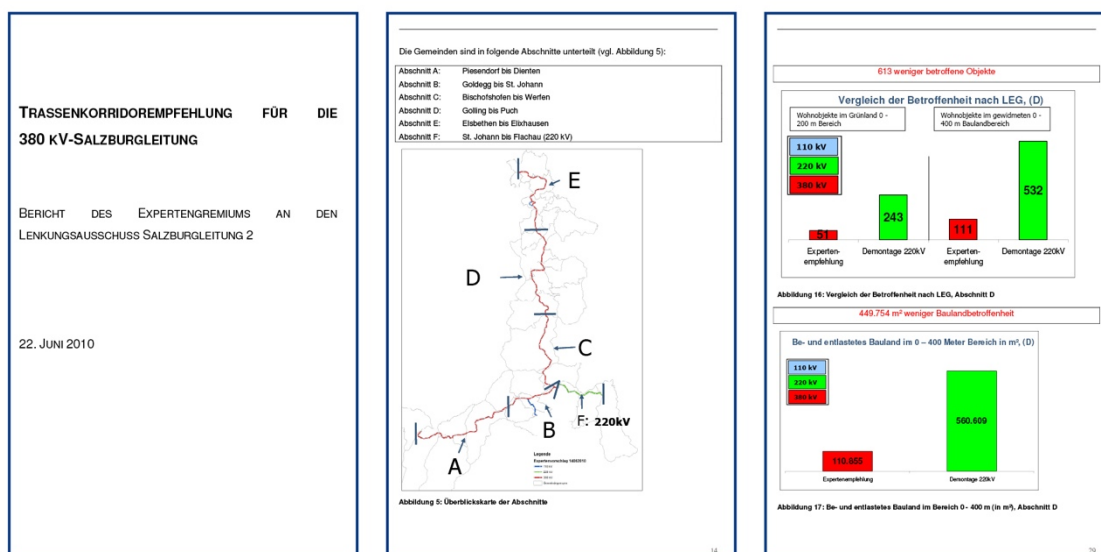 TRASSENKORRIDOREMPFEHLUNG FÜR DIE
380 KV-SALZBURGLEITUNG
BERICHT DES EXPERTENGREMIUMS AN DEN
LENKUNGSAUSSCHUSS SALZBURGLEITUNG 2
22. JUNI 2010
Die Gemeinden sind in folgende Abschnitte unterteilt (vgl. Abbildung 5):
Abschnitt A: Piesendorf bis Dienten
Abschnitt B: Goldegg bis St. Johann
Abschnitt C: Bischofshofen bis Werfen
Abschnitt D: Golling bis Puch
Abschnitt E: Elsbethen bis Elixhausen
Abschnitt F: St. Johann bis Flachau (220 kV)
E
D
C
F: 220kV
B
A
Legende
Abbildung 5: Überblickskarte der Abschnitte
14
613 weniger betroffene Objekte
Vergleich der Betroffenheit nach LEG, (D)
Wohnobjekte im Grünland 0 -
200 m Bereich
Wohnobjekte im gewidmeten 0 -
400 m Baulandbereich
110 kV
220 kV
380 kV
51
243
111
532
Experten-
empfehlung
Demontage 220kV
Experten-
empfehlung
Demontage 220kV
Abbildung 16: Vergleich der Betroffenheit nach LEG, Abschnitt D
449.754 m² weniger Baulandbetroffenheit
Be- und entlastetes Bauland im 0 – 400 Meter Bereich in m², (D)
110 kV
220 kV
380 kV
110.855
560.609
Expertenempfehlung
Demontage 220kV
Abbildung 17: Be- und entlastetes Bauland im Bereich 0 - 400 m (in m²), Abschnitt D